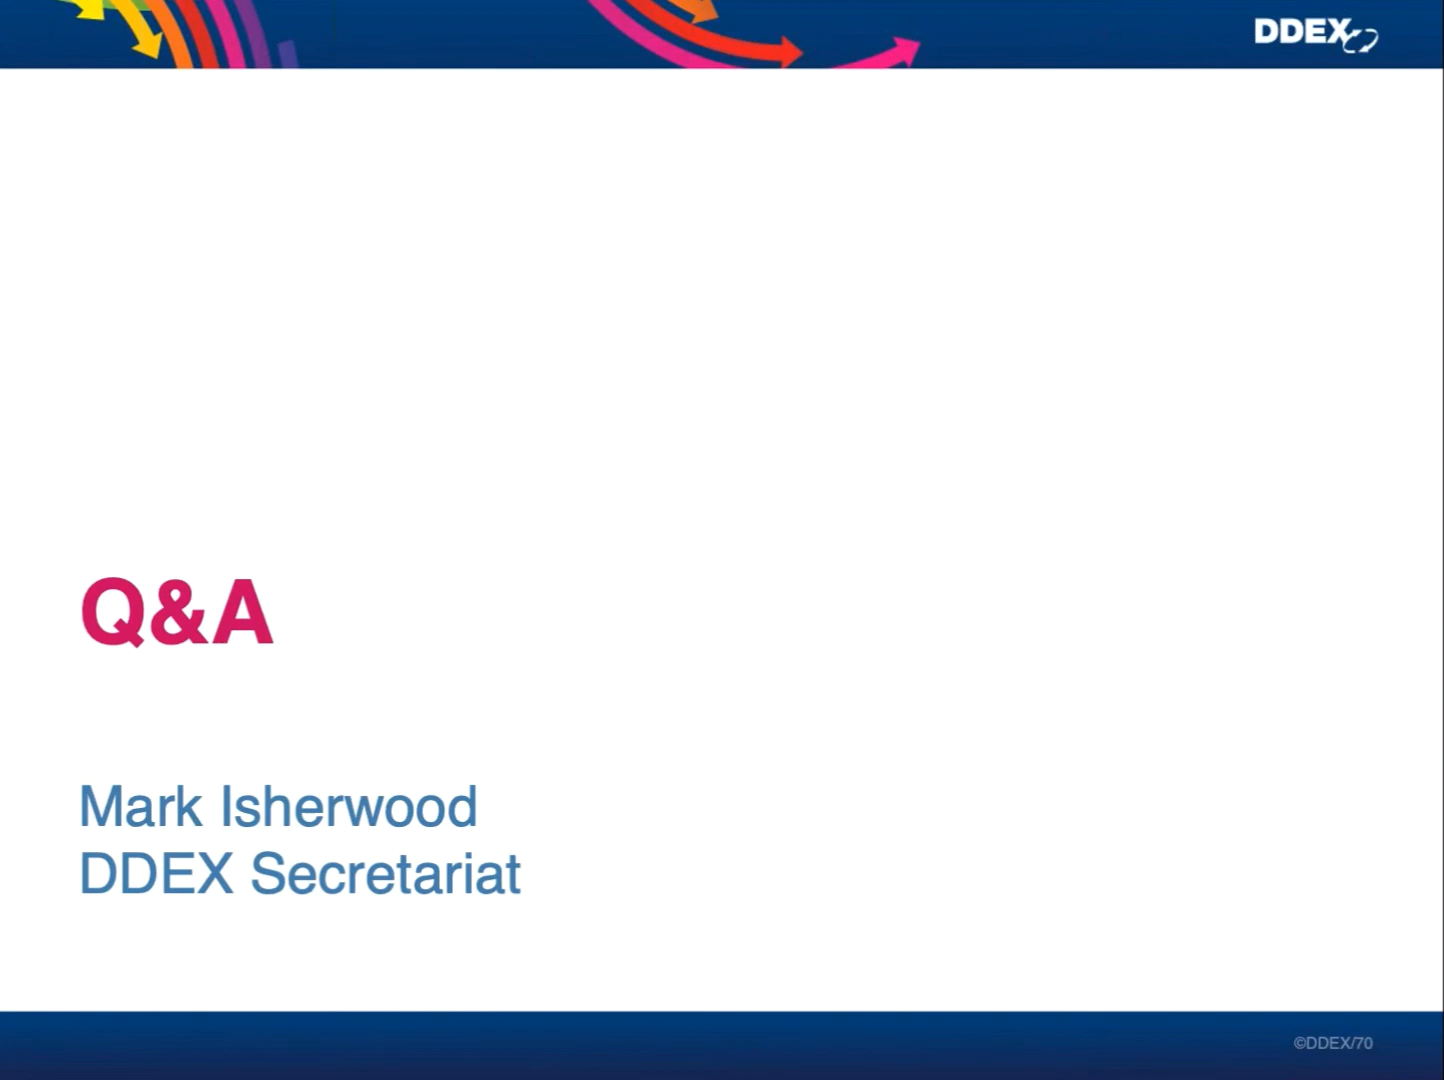 DDEX
Q&A
Mark Isherwood
DDEX Secretariat
©DDEX/70